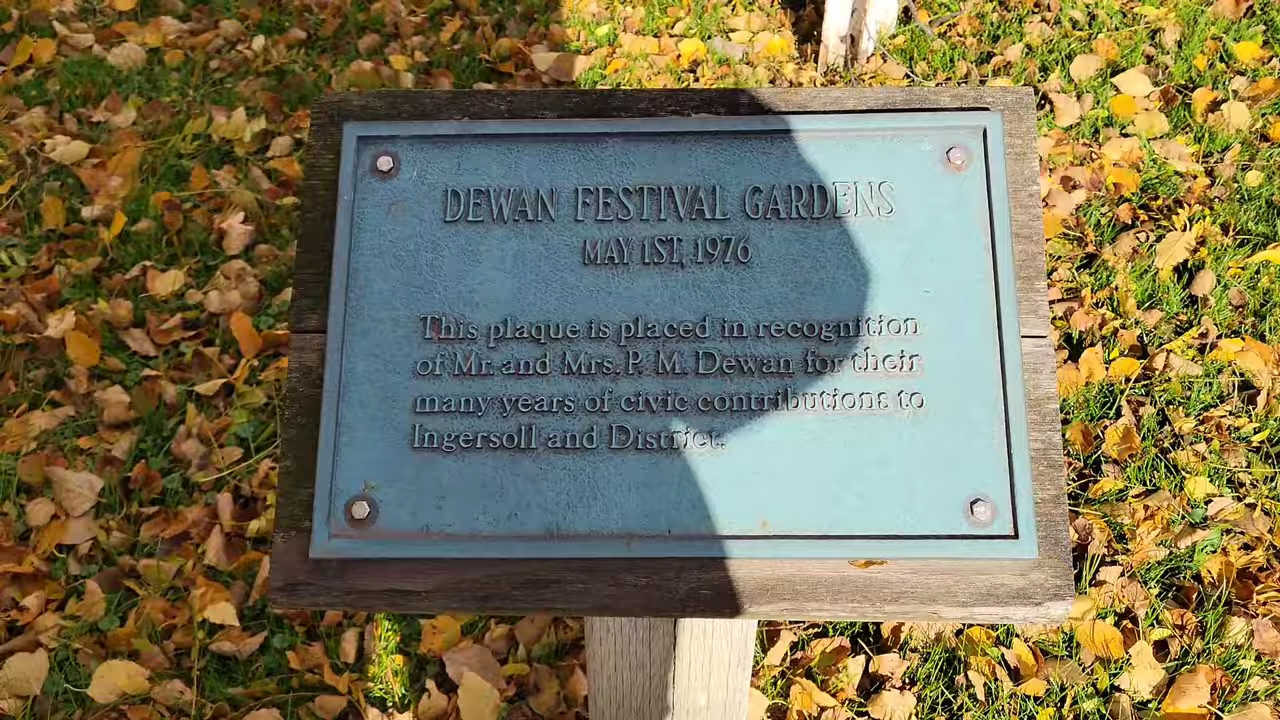 DEWAN FESTIVAL GARDENS
MAY 1ST, 1976
This plaque is placed in recognition
of Mr. and Mrs. P. M. Dewan for their
many years of civic contributions to
Ingersoll and District.